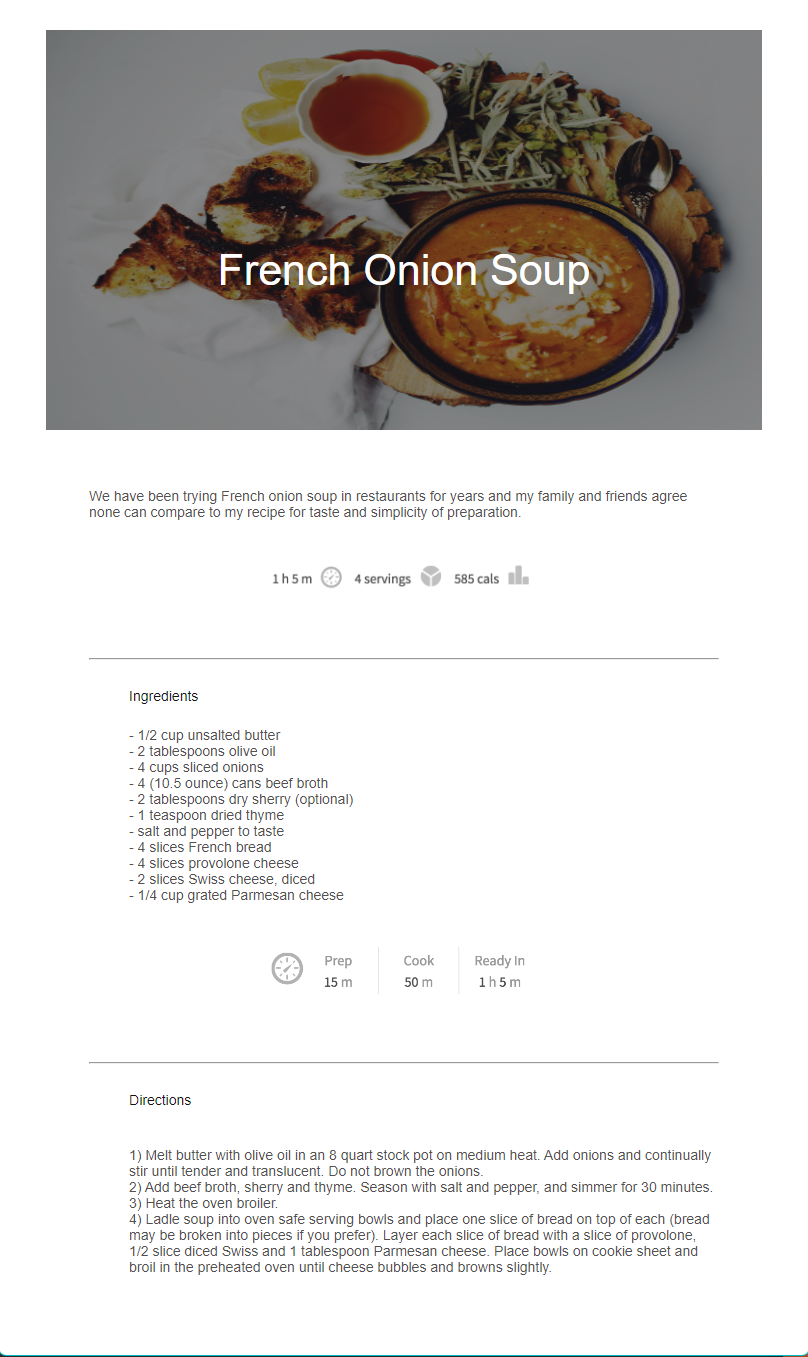 French Onion Soup
We have been trying French onion soup in restaurants for years and my family and friends agree
none can compare to my recipe for taste and simplicity of preparation.
1 h 5 m 4 servings 585 cals
Ingredients
- 1/2 cup unsalted butter
- 2 tablespoons olive oil
- 4 cups sliced onions
- 4 (10.5 ounce) cans beef broth
- 2 tablespoons dry sherry (optional)
- 1 teaspoon dried thyme
- salt and pepper to taste
- 4 slices French bread
- 4 slices provolone cheese
- 2 slices Swiss cheese, diced
- 1/4 cup grated Parmesan cheese
Prep Cook Ready In
15 m 50 m 1 h 5 m
Directions
1) Melt butter with olive oil in an 8 quart stock pot on medium heat. Add onions and continually
stir until tender and translucent. Do not brown the onions.
2) Add beef broth, sherry and thyme. Season with salt and pepper, and simmer for 30 minutes.
3) Heat the oven broiler.
4) Ladle soup into oven safe serving bowls and place one slice of bread on top of each (bread
may be broken into pieces if you prefer). Layer each slice of bread with a slice of provolone,
1/2 slice diced Swiss and 1 tablespoon Parmesan cheese. Place bowls on cookie sheet and
broil in the preheated oven until cheese bubbles and browns slightly.